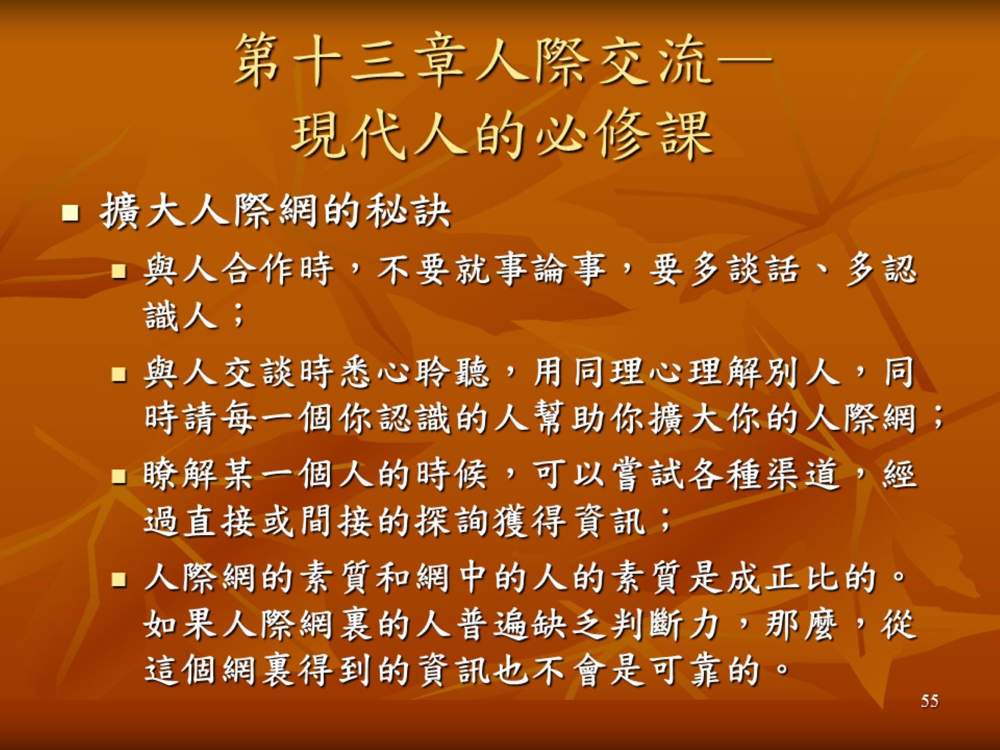 第十三章人際交流—
現代人的必修課
擴大人際網的秘訣
與人合作時，不要就事論事，要多談話、多認
識人；
與人交談時悉心聆聽，用同理心理解別人，同
時請每一個你認識的人幫助你擴大你的人際網；
瞭解某一個人的時候，可以嘗試各種渠道，經
過直接或間接的探詢獲得資訊；
人際網的素質和網中的人的素質是成正比的。
如果人際網裏的人普遍缺乏判斷力，那麼，從
這個網裏得到的資訊也不會是可靠的。
55